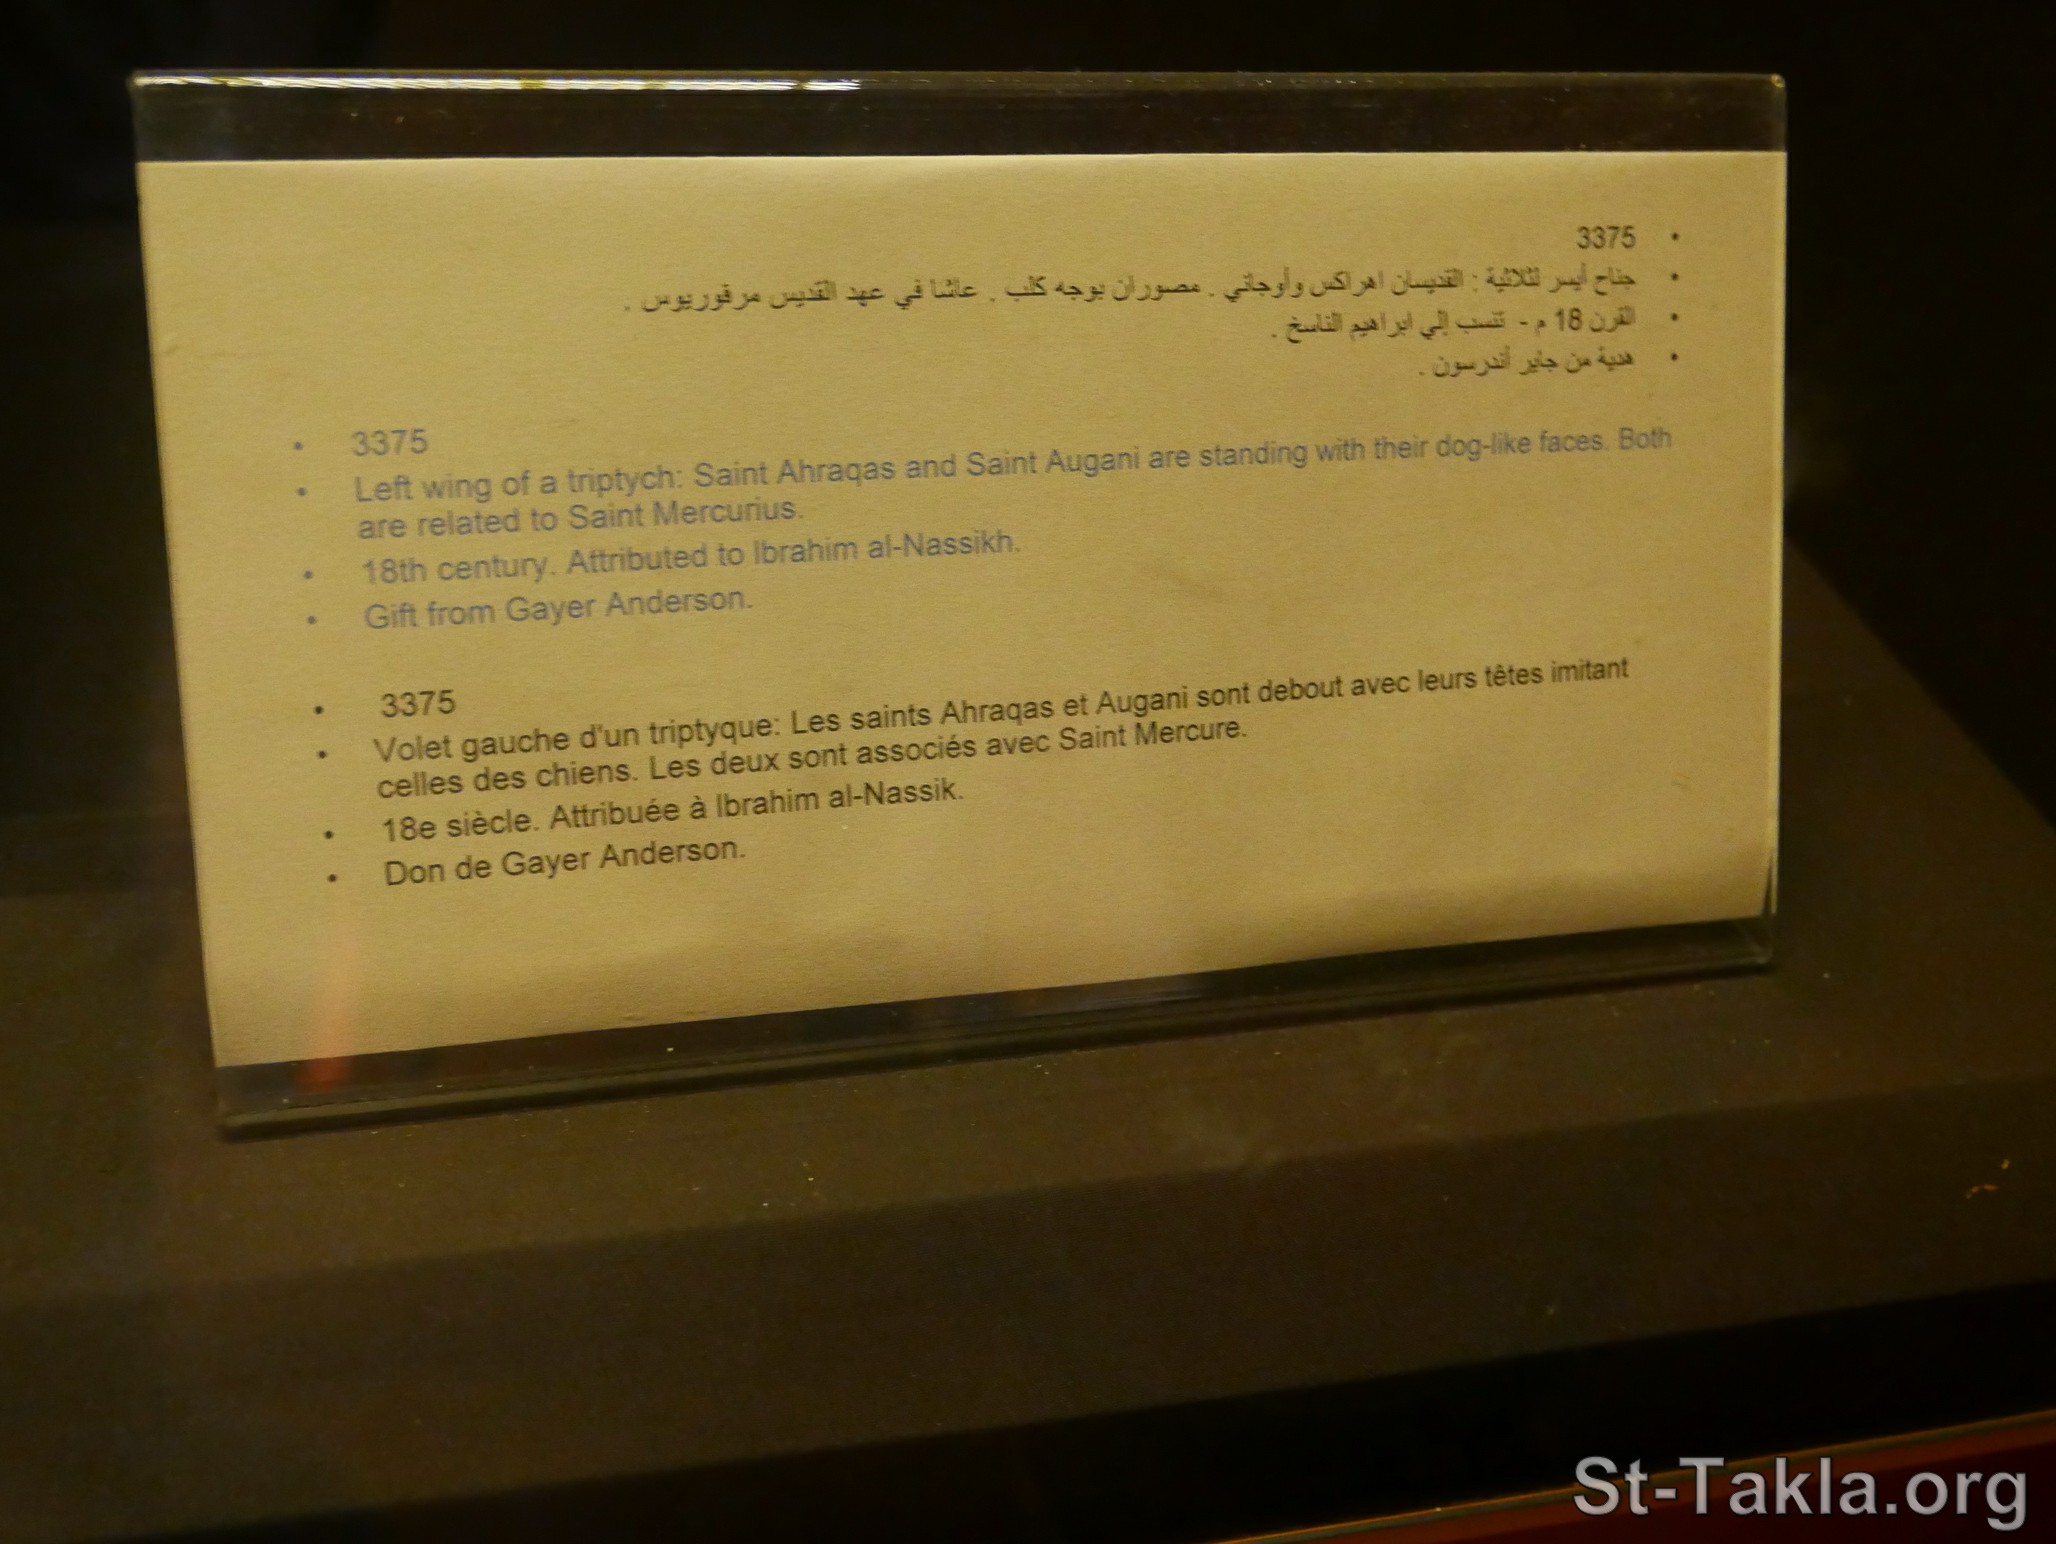 • 3375
• جناح أيسر لثلاثية : القديسان اهراكس وأوجاني . مصوران بوجه كلب . عاشا في عهد القديس مرقوريوس .
• القرن 18 م - تنسب إلي ابراهيم الناسخ .
• هدية من جاير أندرسون .
• 3375
• Left wing of a triptych: Saint Ahraqas and Saint Augani are standing with their dog-like faces. Both
are related to Saint Mercurius.
• 18th century. Attributed to Ibrahim al-Nassikh.
• Gift from Gayer Anderson.
• 3375
• Volet gauche d'un triptyque: Les saints Ahraqas et Augani sont debout avec leurs têtes imitant
celles des chiens. Les deux sont associés avec Saint Mercure.
• 18e siècle. Attribuée à Ibrahim al-Nassik.
• Don de Gayer Anderson.
St-Takla.org